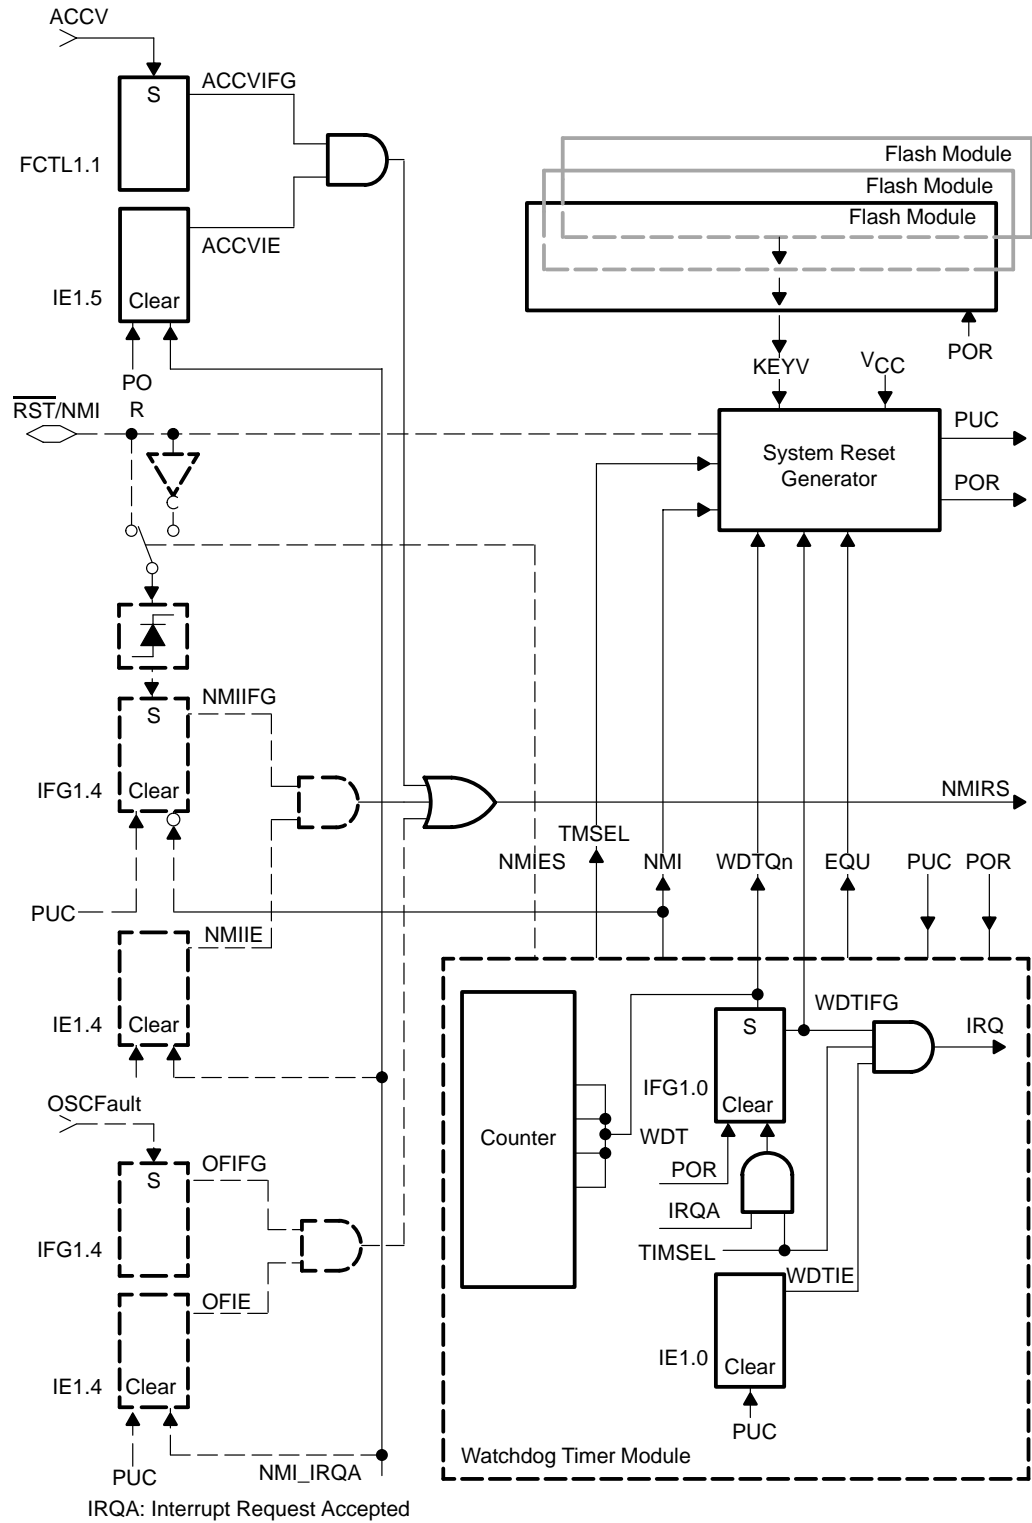 ACCV
S
ACCVIFG
FCTL1.1
ACCVIE
IE1.5
Clear
PO
R
RST/NMI
Flash Module
Flash Module
Flash Module
POR
KEYV
VCC
System Reset
Generator
PUC
POR
S
NMIIFG
IFG1.4
Clear
NMIRS
PUC
NMIIE
IE1.4
Clear
TMSEL
NMIES
NMI
WDTQn
EQU
PUC
POR
OSCFault
S
OFIFG
IFG1.4
OFIE
IE1.4
Clear
PUC
NMI_IRQA
IRQA: Interrupt Request Accepted
Counter
WDT
S
WDTIFG
IRQ
IFG1.0
Clear
POR
IRQA
TIMSEL
WDTIE
IE1.0
Clear
PUC
Watchdog Timer Module